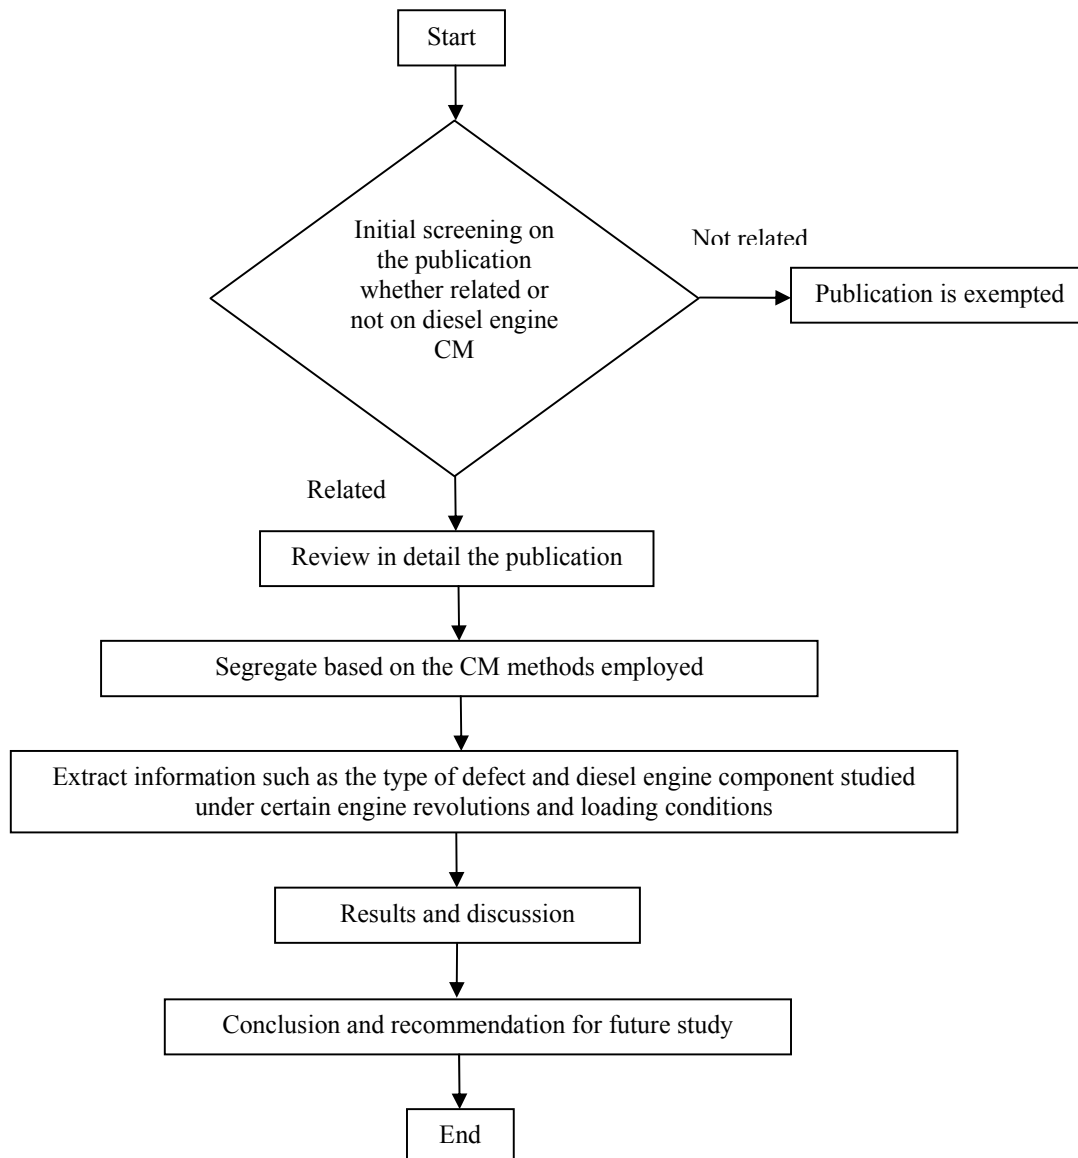 Start
Initial screening on
the publication
whether related or
not on diesel engine
CM
Not related
Publication is exempted
Related
Review in detail the publication
Segregate based on the CM methods employed
Extract information such as the type of defect and diesel engine component studied
under certain engine revolutions and loading conditions
Results and discussion
Conclusion and recommendation for future study
End